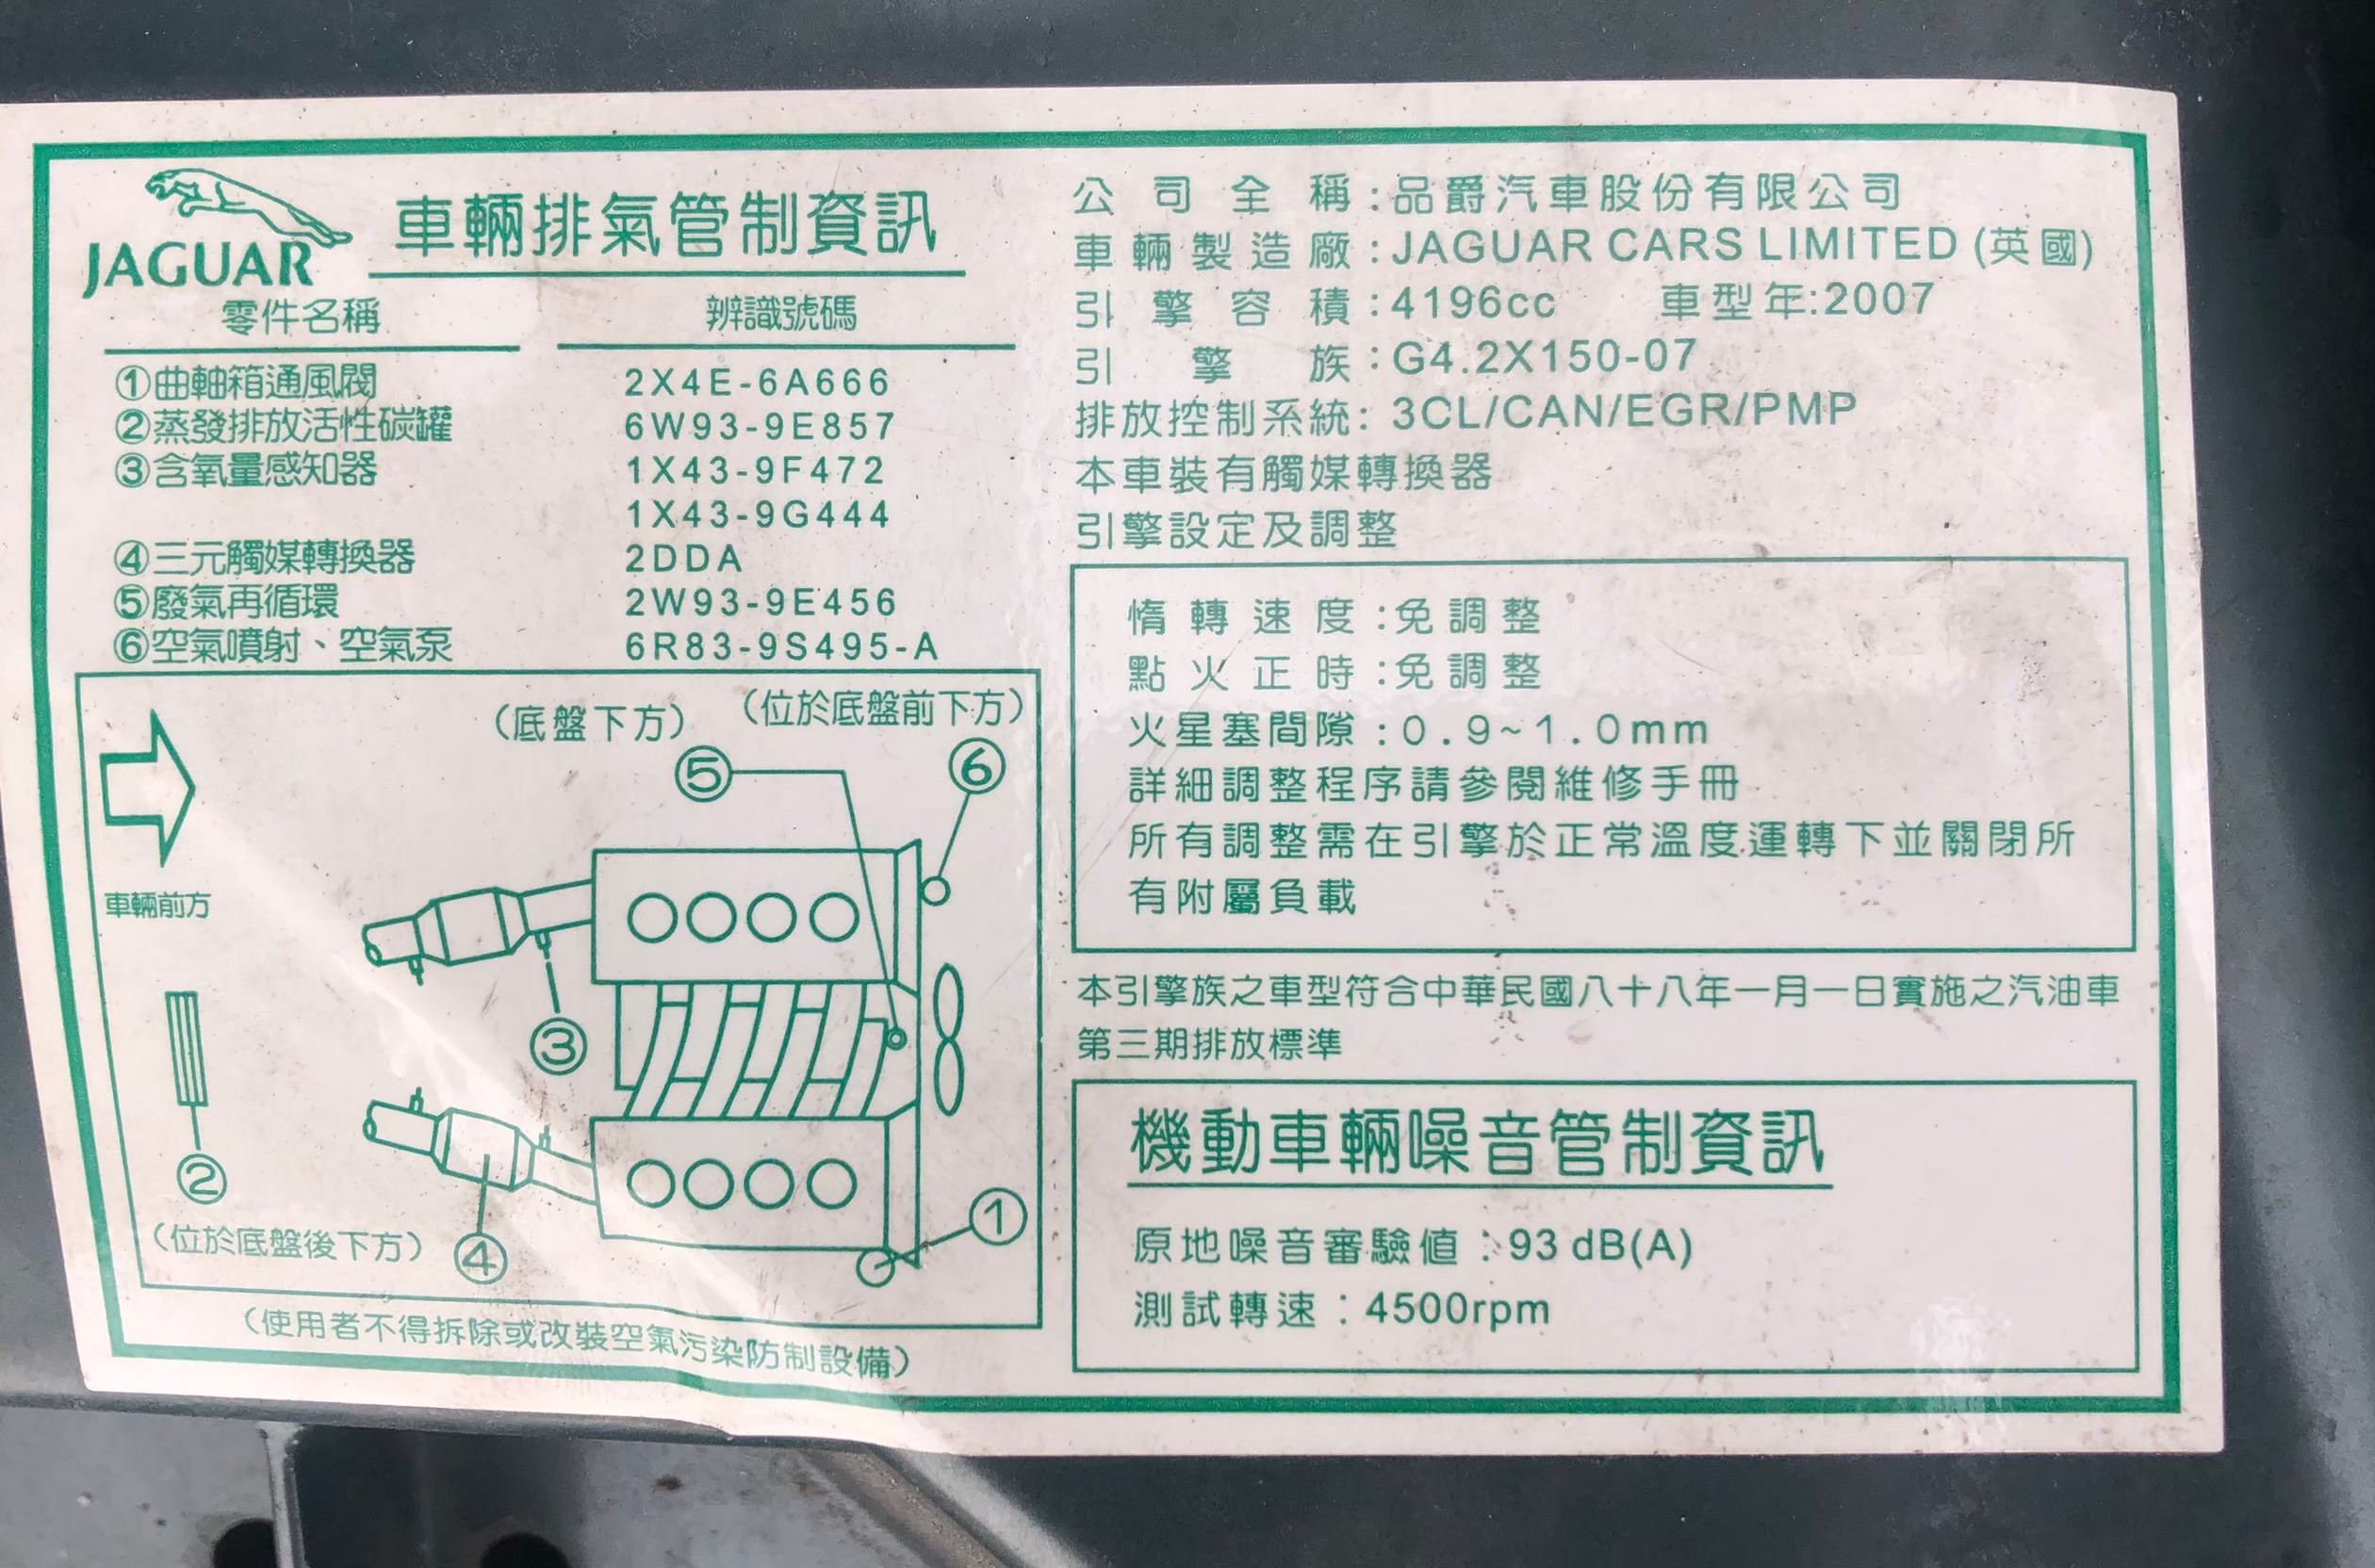 JAGUAR
車輛排氣管制資訊
零件名稱 辨識號碼
①曲軸箱通風閥 2X4E-6A666
②蒸發排放活性碳罐 6W93-9E857
③含氧量感知器 1X43-9F472
1X43-9G444
④三元觸媒轉換器 2DDA
⑤廢氣再循環 2W93-9E456
⑥空氣噴射、空氣泵 6R83-9S495-A
(底盤下方) (位於底盤前下方)
⑤ ⑥
車輛前方
③
②
(位於底盤後下方) ④ ①
(使用者不得拆除或改裝空氣污染防制設備)
公司全稱:品爵汽車股份有限公司
車輛製造廠:JAGUAR CARS LIMITED (英國)
引擎容積:4196cc 車型年:2007
引擎族:G4.2X150-07
排放控制系統: 3CL/CAN/EGR/PMP
本車裝有觸媒轉換器
引擎設定及調整
惰轉速度:免調整
點火正時:免調整
火星塞間隙:0.9~1.0mm
詳細調整程序請參閱維修手冊
所有調整需在引擎於正常溫度運轉下並關閉所
有附屬負載
本引擎族之車型符合中華民國八十八年一月一日實施之汽油車
第三期排放標準
機動車輛噪音管制資訊
原地噪音審驗值:93 dB(A)
測試轉速:4500rpm